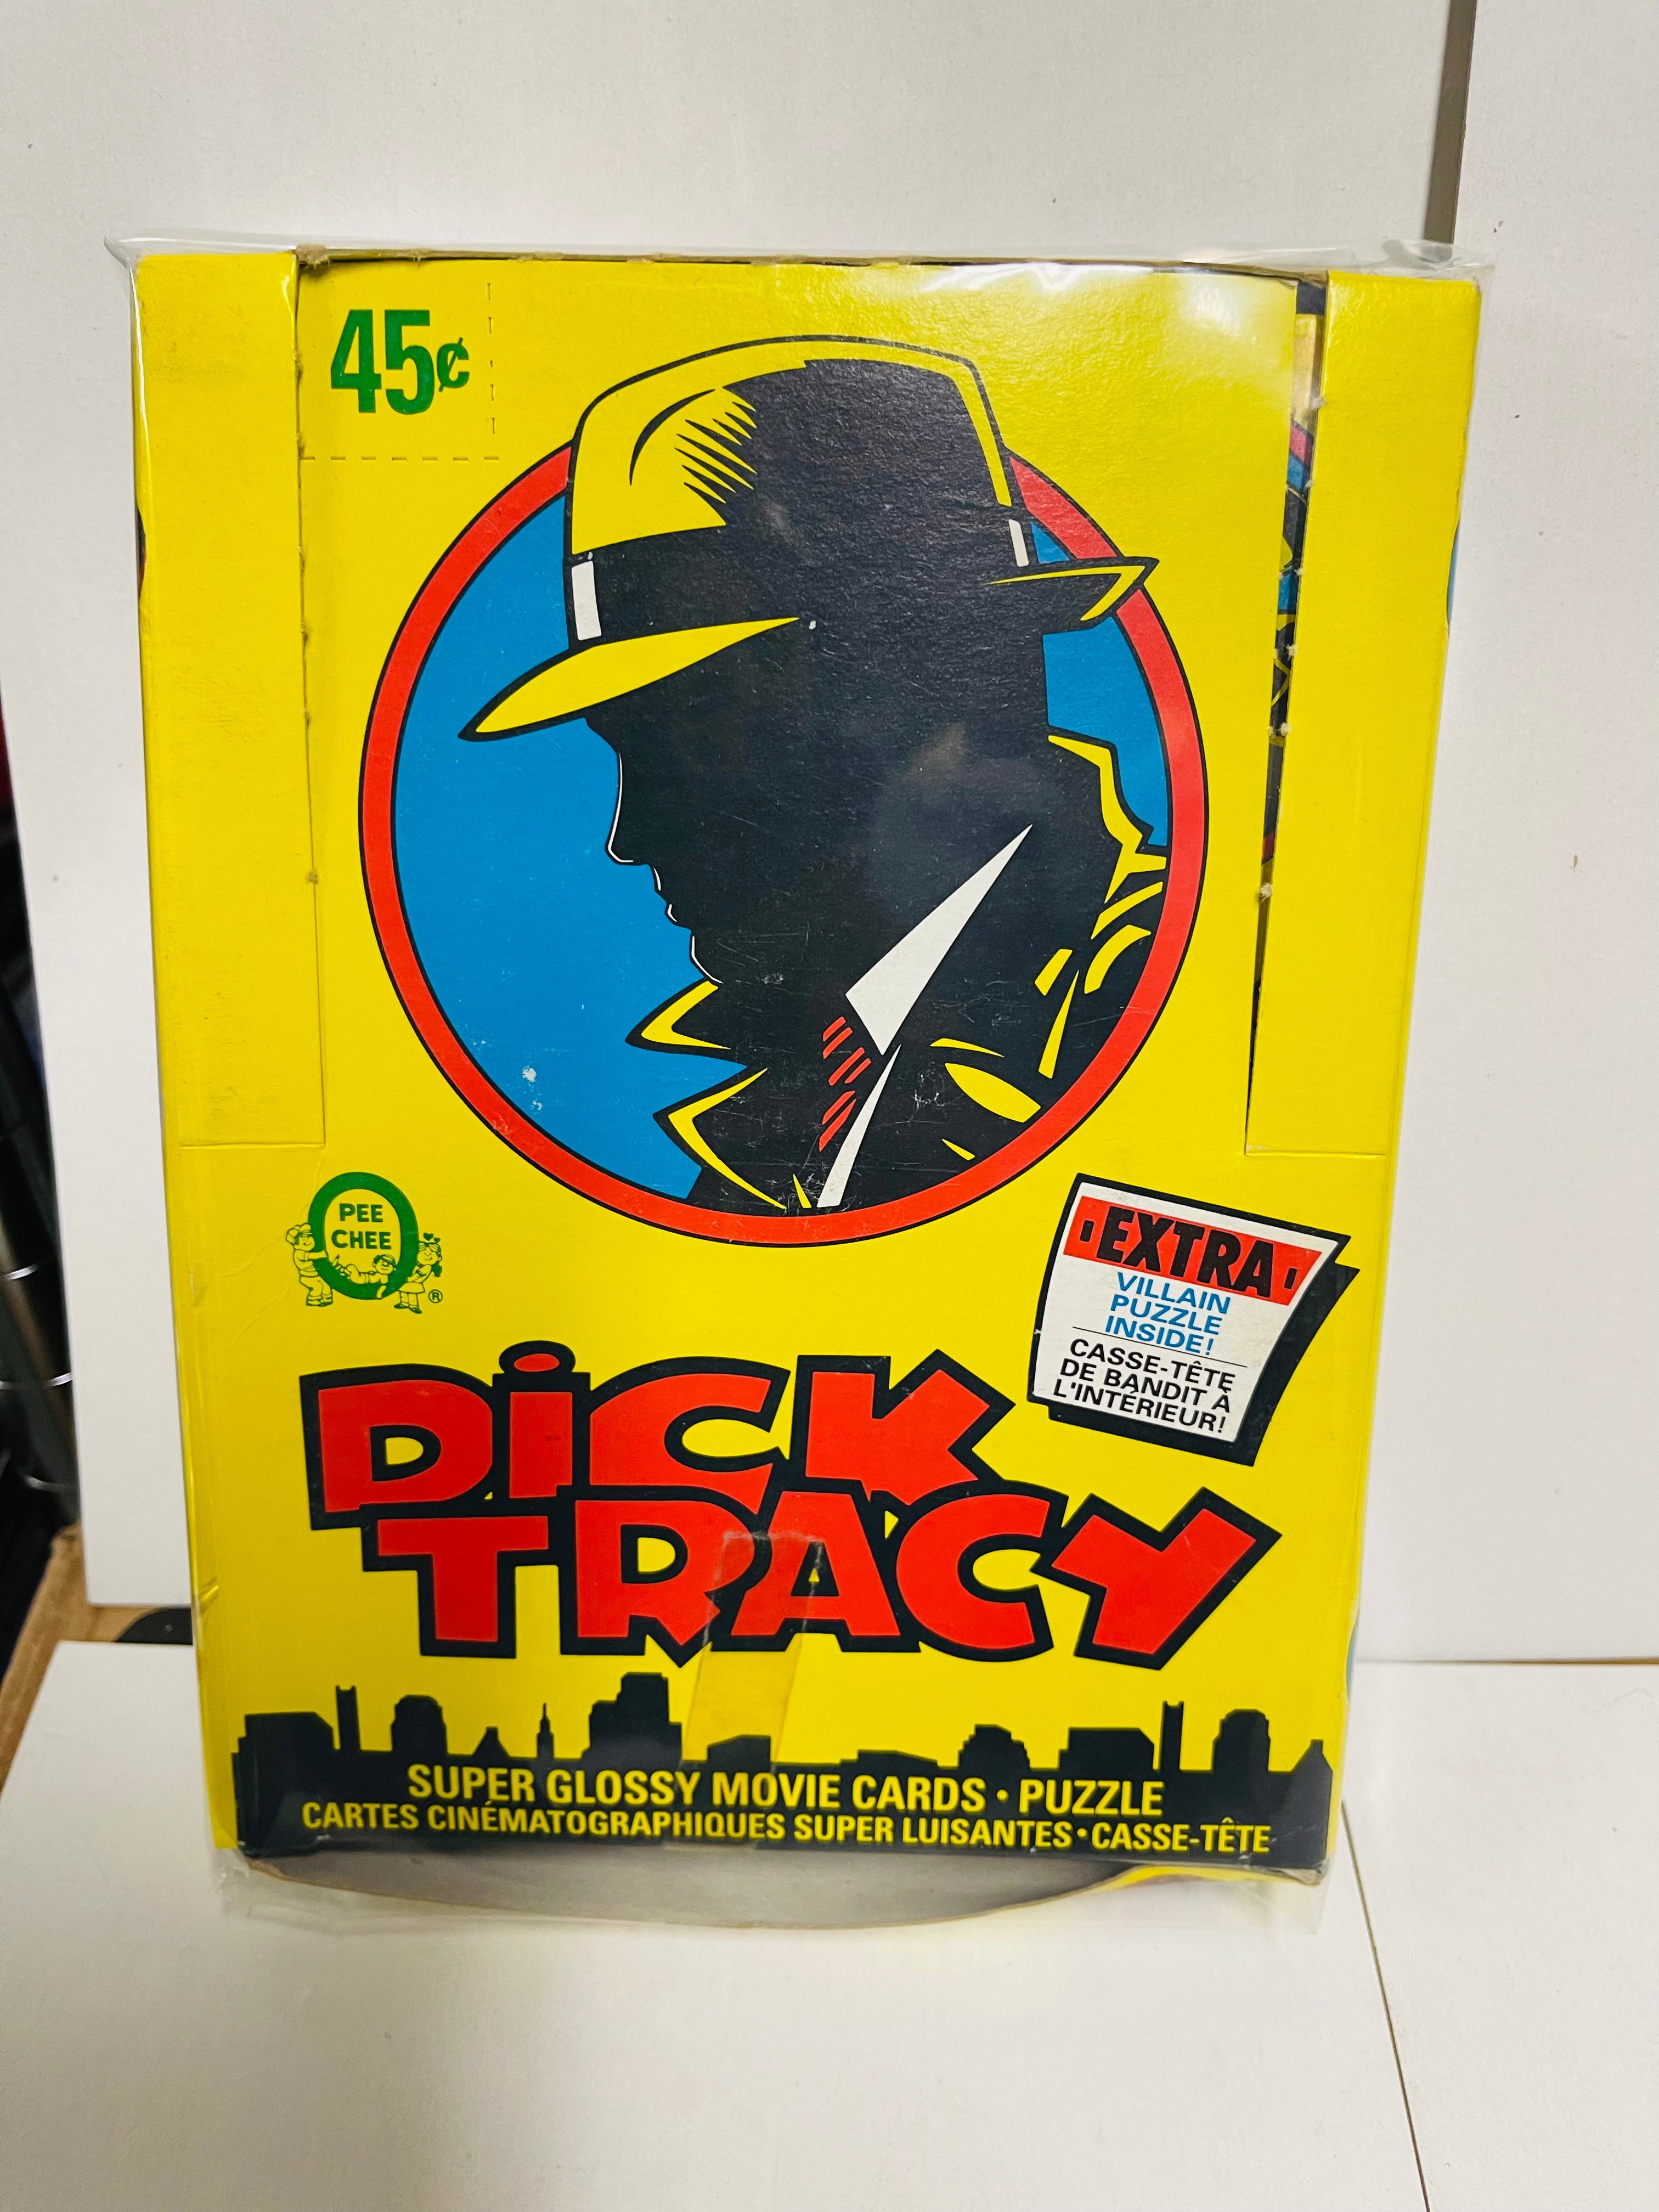 45¢
PEE
CHEE
®
EXTRA
VILLAIN
PUZZLE
INSIDE!
CASSE-TÊTE
DE BANDIT À
L'INTÉRIEUR!
DiCK
TRACY
SUPER GLOSSY MOVIE CARDS • PUZZLE
CARTES CINÉMATOGRAPHIQUES SUPER LUISANTES • CASSE-TÊTE